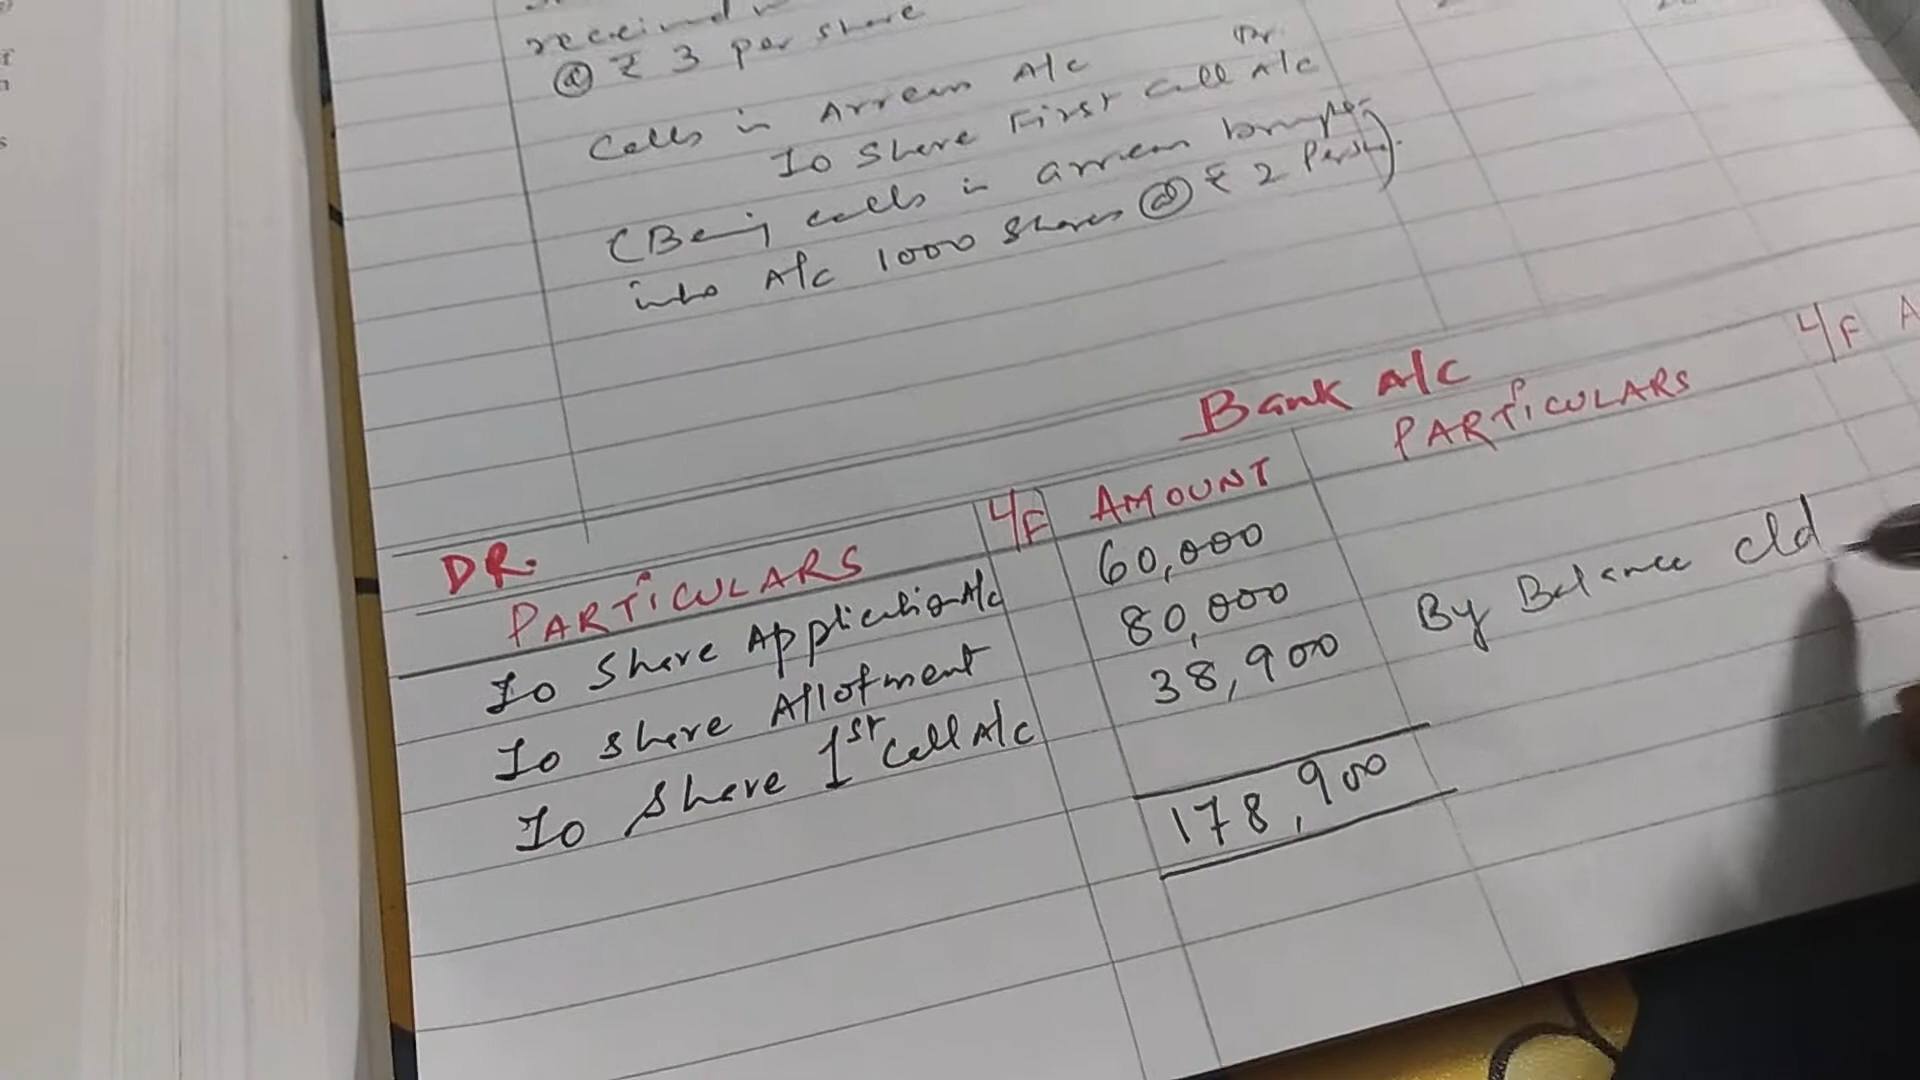 received
@ ₹ 3 per share
Calls in Arrears A/c Dr.
To Share First Call A/c
(Being calls in arrears
into A/c 1000 Shares @ ₹ 2 Per
Bank A/c
DR.
PARTICULARS L/F AMOUNT PARTICULARS L/F A
To Share Application A/c 60,000
To Share Allotment 80,000 By Balance c/d
To Share 1st Call A/c 38,900
178,900